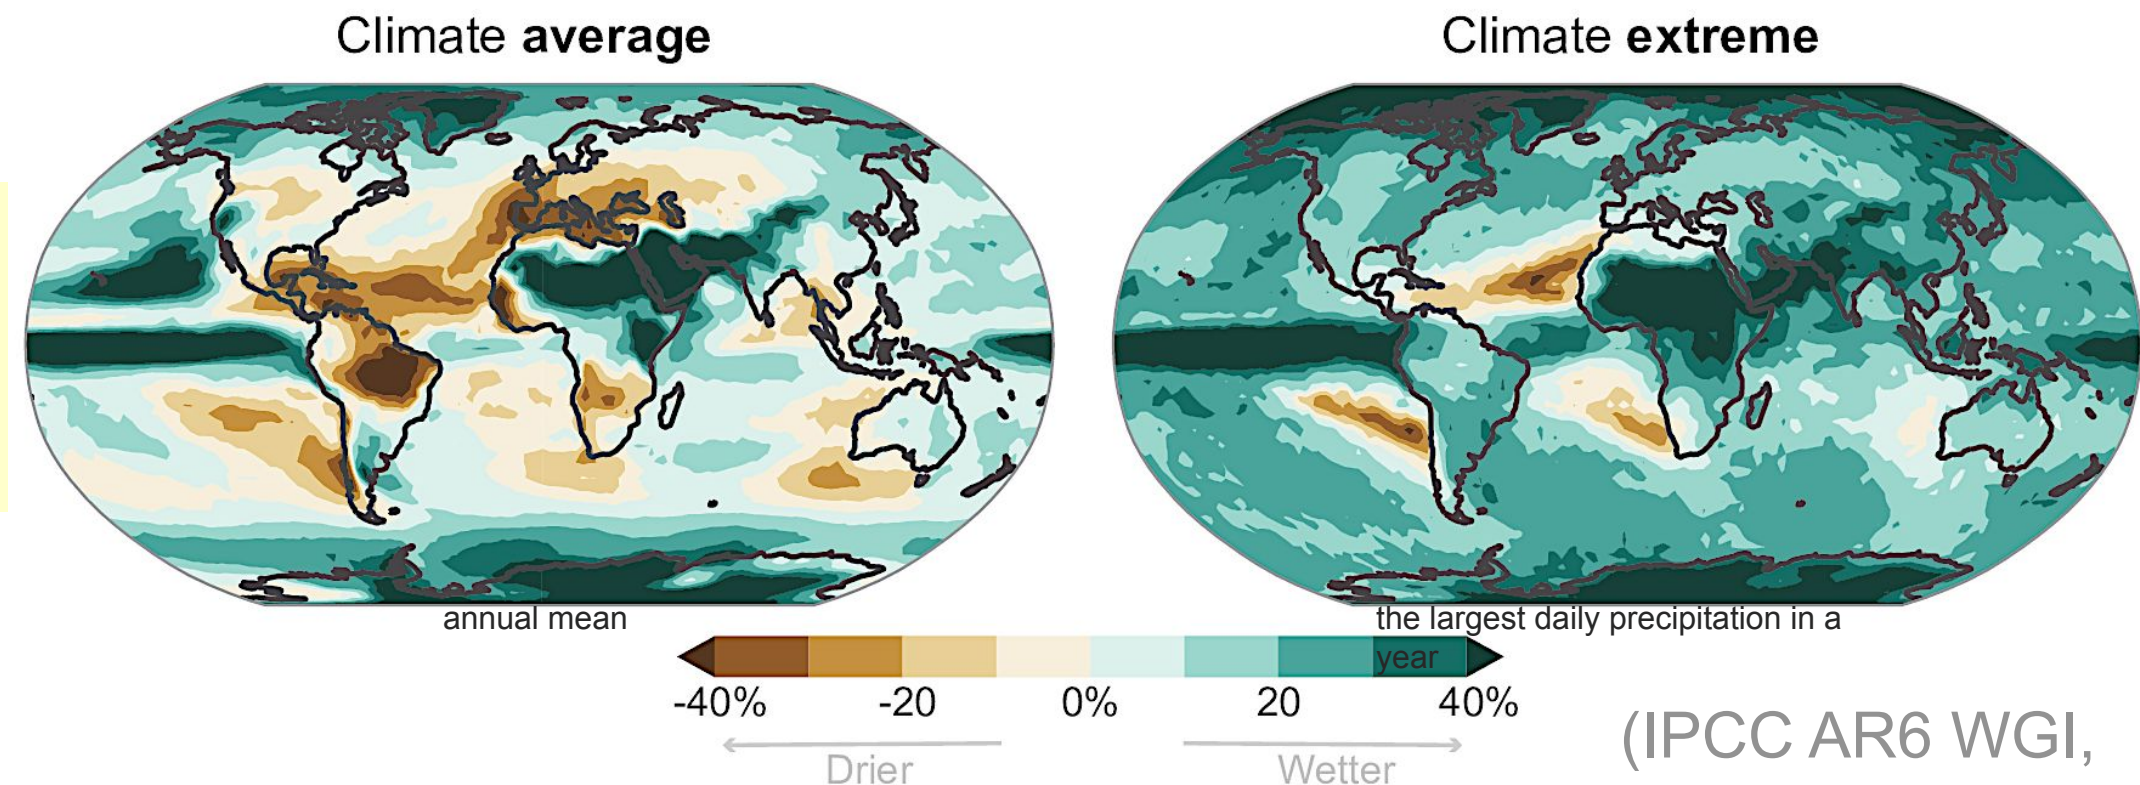 Climate average
Climate extreme
annual mean
the largest daily precipitation in a
year
-40%
-20
0%
20
40%
Drier
Wetter
(IPCC AR6 WGI,